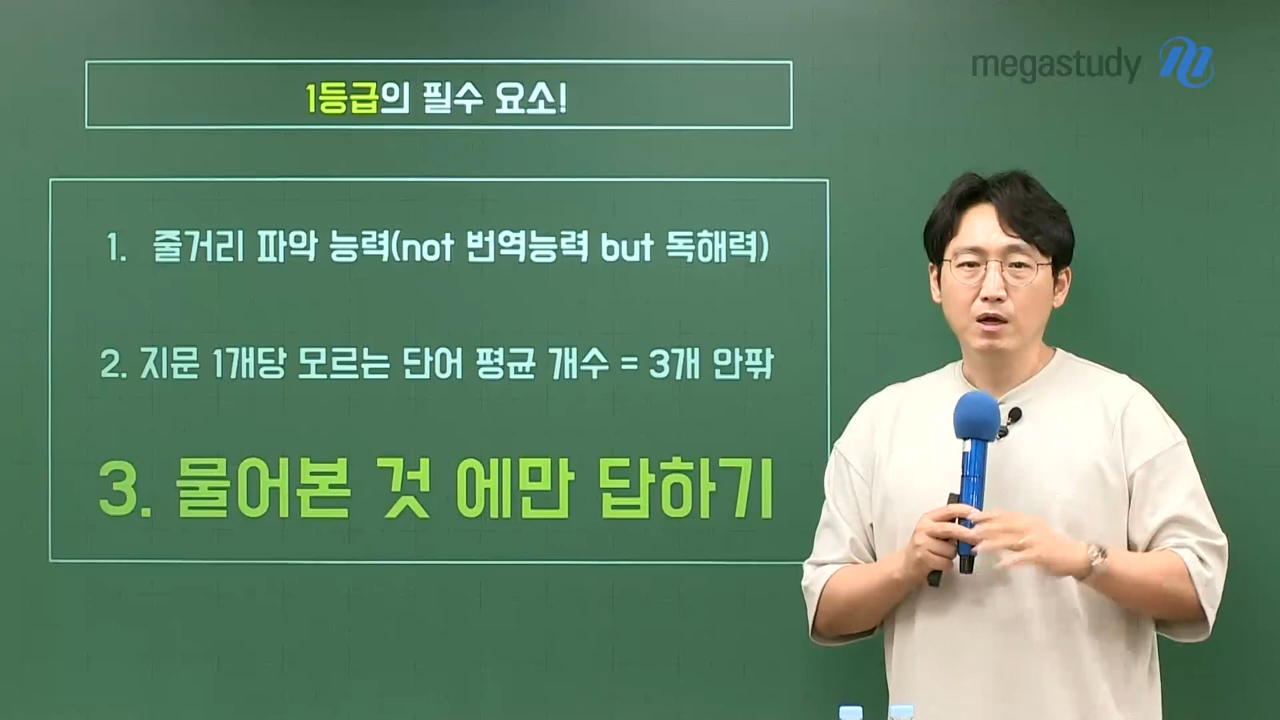 megastudy
1등급의 필수 요소!
1. 줄거리 파악 능력(not 번역능력 but 독해력)
2. 지문 1개당 모르는 단어 평균 개수 = 3개 안팎
3. 물어본 것 에만 답하기